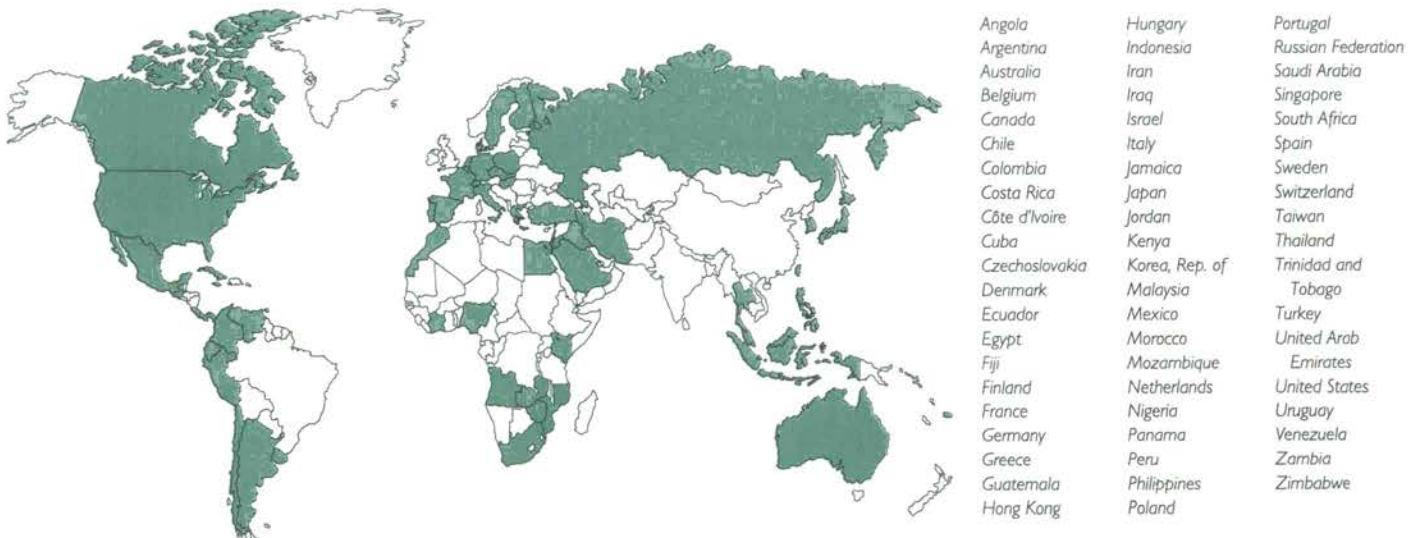 Angola
Argentina
Australia
Belgium
Canada
Chile
Colombia
Costa Rica
Côte d'Ivoire
Cuba
Czechoslovakia
Denmark
Ecuador
Egypt
Fiji
Finland
France
Germany
Greece
Guatemala
Hong Kong
Hungary
Indonesia
Iran
Iraq
Israel
Italy
Jamaica
Japan
Jordan
Kenya
Korea, Rep. of
Malaysia
Mexico
Morocco
Mozambique
Netherlands
Nigeria
Panama
Peru
Philippines
Poland
Portugal
Russian Federation
Saudi Arabia
Singapore
South Africa
Spain
Sweden
Switzerland
Taiwan
Thailand
Trinidad and
Tobago
Turkey
United Arab
Emirates
United States
Uruguay
Venezuela
Zambia
Zimbabwe